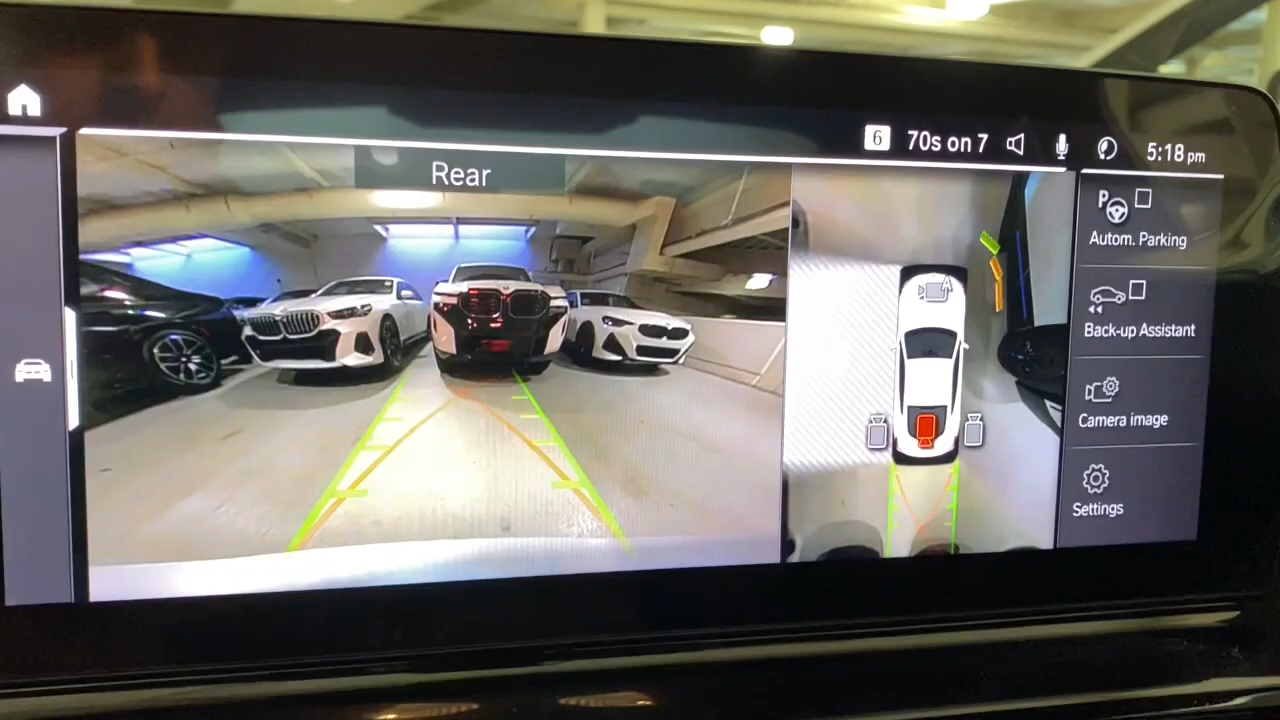 6 70s on 7 5:18 pm
Rear
P
Autom. Parking
A
Back-up Assistant
Camera image
Settings